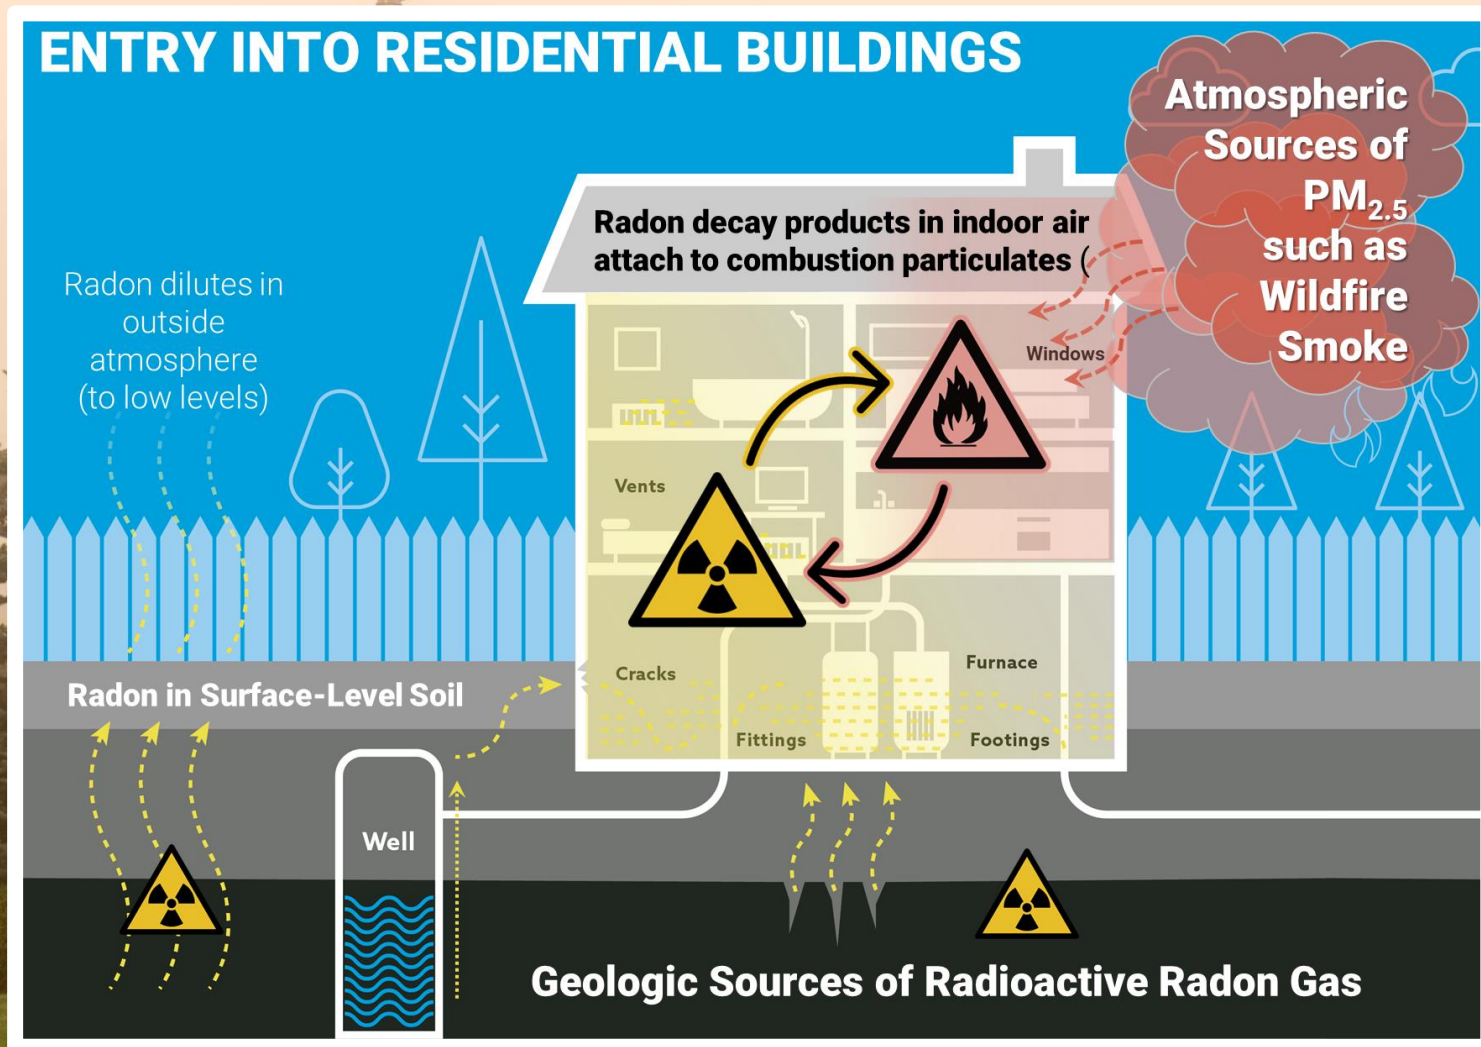 ENTRY INTO RESIDENTIAL BUILDINGS
Atmospheric
Sources of
PM2.5
such as
Wildfire
Smoke
Radon decay products in indoor air
attach to combustion particulates (
Radon dilutes in
outside
atmosphere
(to low levels)
Windows
Vents
Cracks
Furnace
Fittings
Footings
Radon in Surface-Level Soil
Well
Geologic Sources of Radioactive Radon Gas